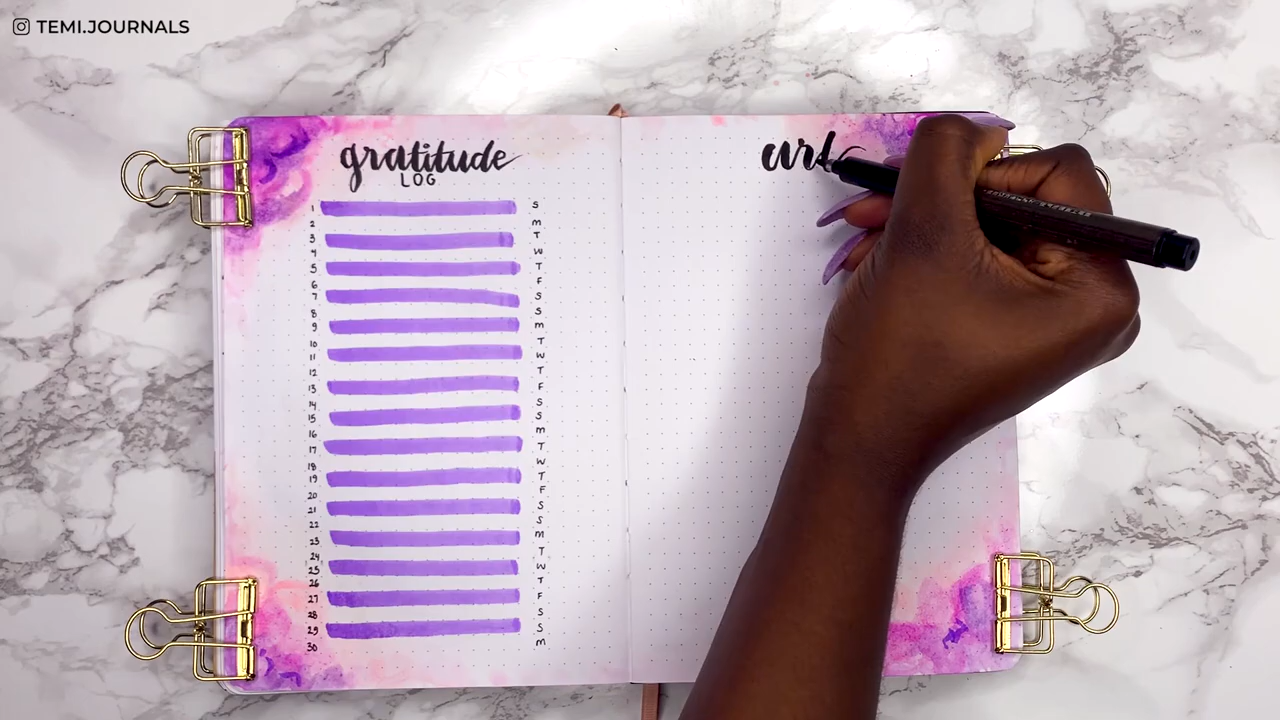 TEMI.JOURNALS
gratitude
LOG
1 S
2 m
3 T
4 W
5 T
6 F
7 S
8 S
9 m
10 T
11 W
12 T
13 F
14 S
15 S
16 m
17 T
18 W
19 T
20 F
21 S
22 S
23 m
24 T
25 W
26 T
27 F
28 S
29 S
30 m
art